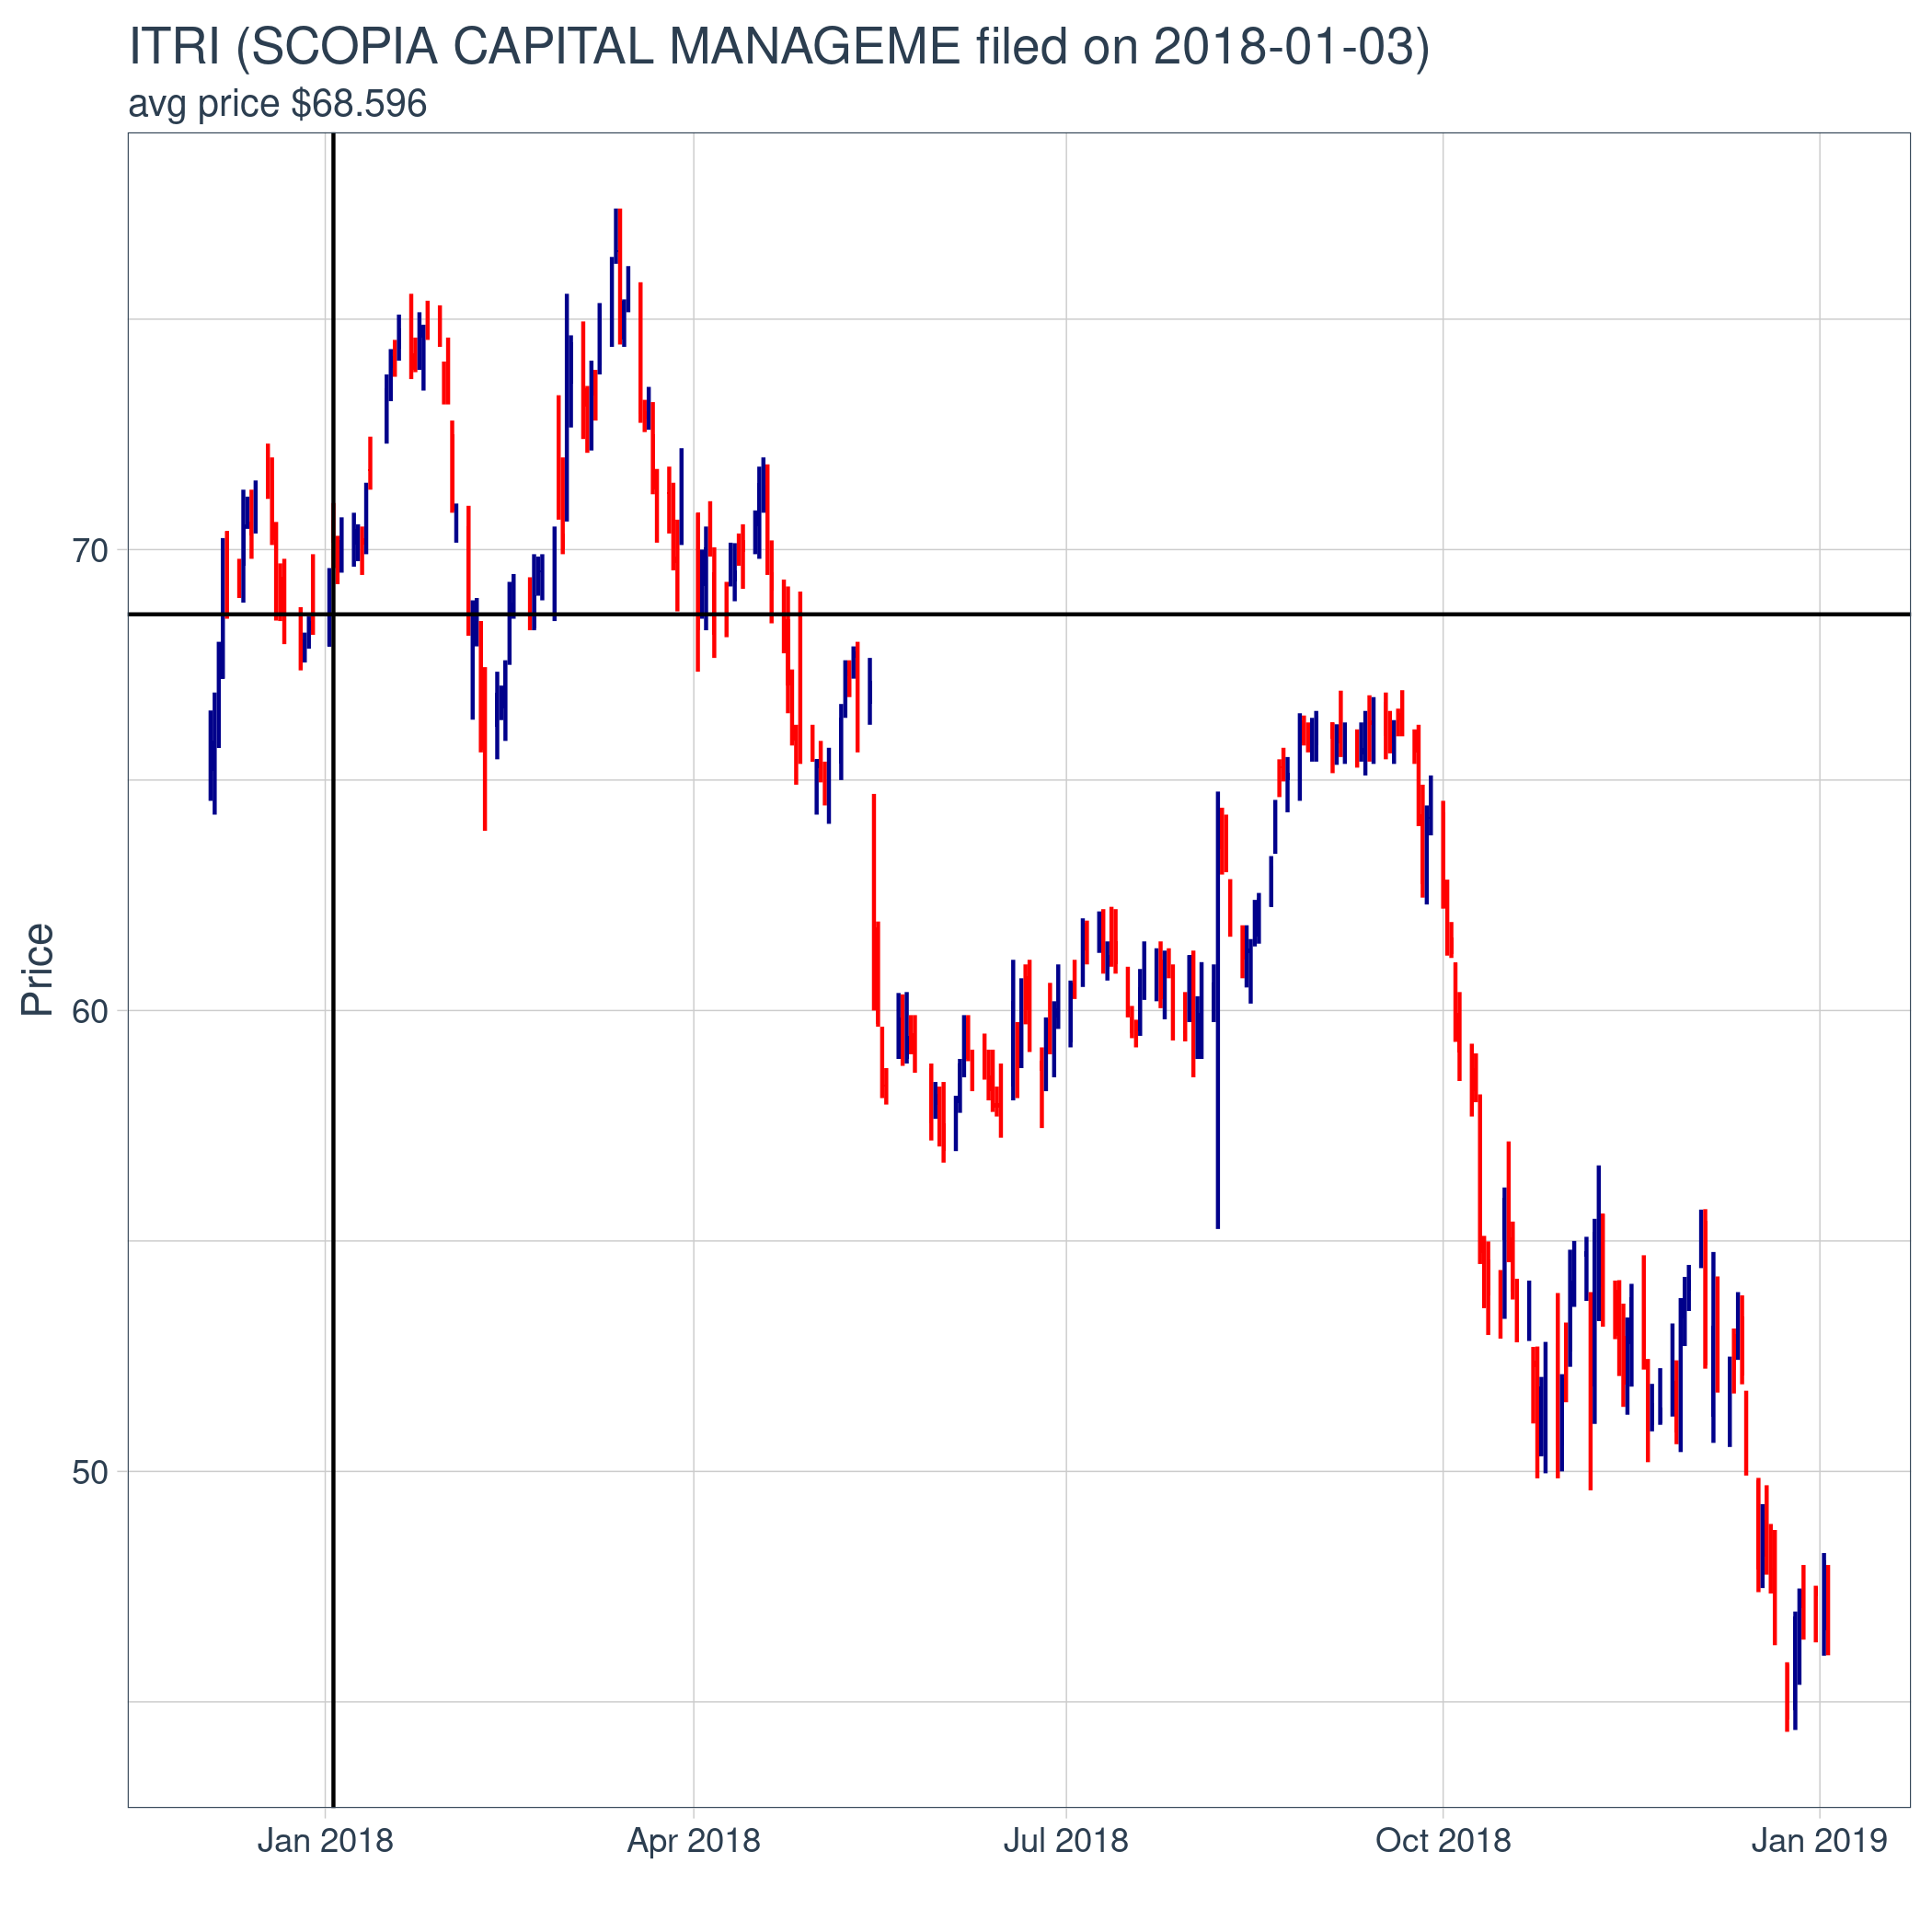 ITRI (SCOPIA CAPITAL MANAGEME filed on 2018-01-03)
avg price $68.596
Price
70
60
50
Jan 2018
Apr 2018
Jul 2018
Oct 2018
Jan 2019